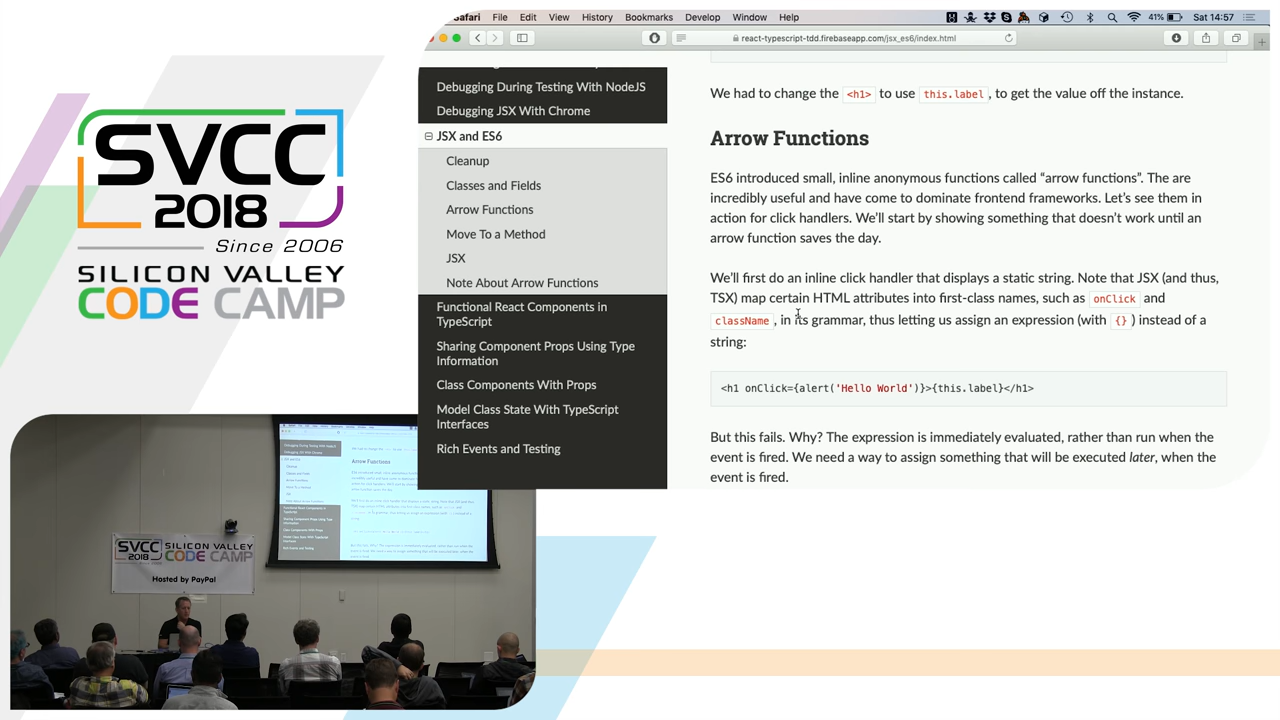 Safari File Edit View History Bookmarks Develop Window Help 41% Sat 14:57
react-typescript-tdd.firebaseapp.com/jsx_es6/index.html
Debugging During Testing With NodeJS
Debugging JSX With Chrome
JSX and ES6
Cleanup
Classes and Fields
Arrow Functions
Move To a Method
JSX
Note About Arrow Functions
Functional React Components in
TypeScript
Sharing Component Props Using Type
Information
Class Components With Props
Model Class State With TypeScript
Interfaces
Rich Events and Testing
We had to change the <h1> to use this.label, to get the value off the instance.
Arrow Functions
ES6 introduced small, inline anonymous functions called “arrow functions”. The are
incredibly useful and have come to dominate frontend frameworks. Let’s see them in
action for click handlers. We’ll start by showing something that doesn’t work until an
arrow function saves the day.
We’ll first do an inline click handler that displays a static string. Note that JSX (and thus,
TSX) map certain HTML attributes into first-class names, such as onClick and
className, in its grammar, thus letting us assign an expression (with {} ) instead of a
string:
<h1 onClick={alert('Hello World')}>{this.label}</h1>
But this fails. Why? The expression is immediately evaluated, rather than run when the
event is fired. We need a way to assign something that will be executed later, when the
event is fired.
SVCC
2018
Since 2006
SILICON VALLEY
CODE CAMP
SVCC SILICON VALLEY
2018 CODE CAMP
Hosted by PayPal
Arrow Functions